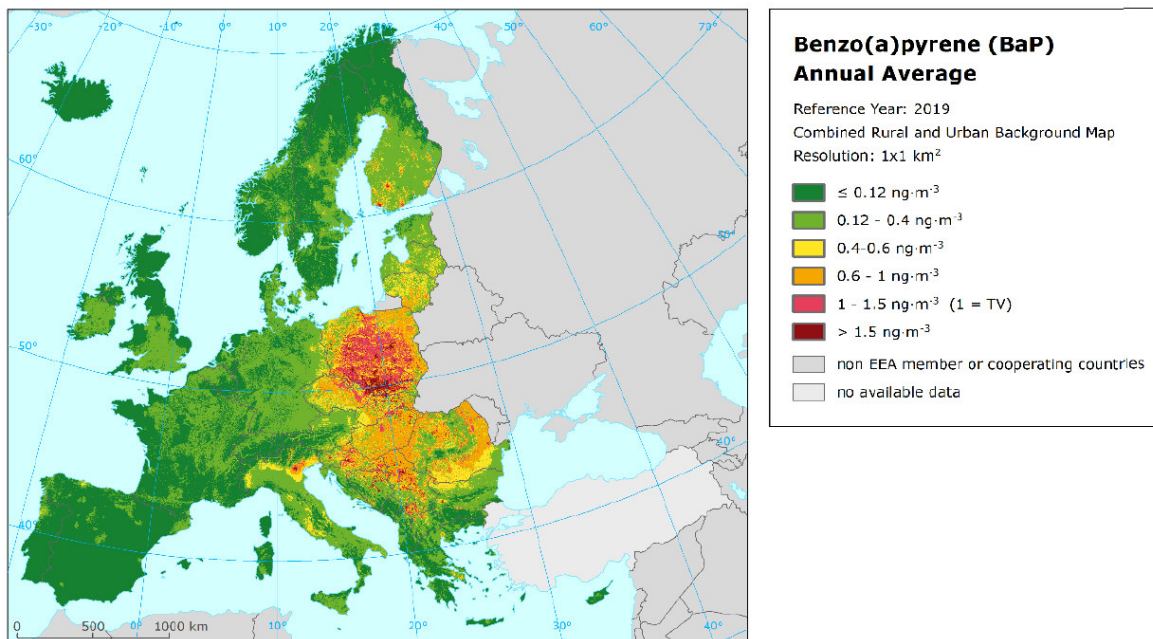 -30° -20° -10° 0° 10° 20° 30° 40° 50° 60° 70°
60°
50°
50°
40°
40°
0 500 1000 km
0° 10° 20° 30° 40°
Benzo(a)pyrene (BaP)
Annual Average
Reference Year: 2019
Combined Rural and Urban Background Map
Resolution: 1x1 km²
≤ 0.12 ng·m⁻³
0.12 - 0.4 ng·m⁻³
0.4-0.6 ng·m⁻³
0.6 - 1 ng·m⁻³
1 - 1.5 ng·m⁻³ (1 = TV)
> 1.5 ng·m⁻³
non EEA member or cooperating countries
no available data